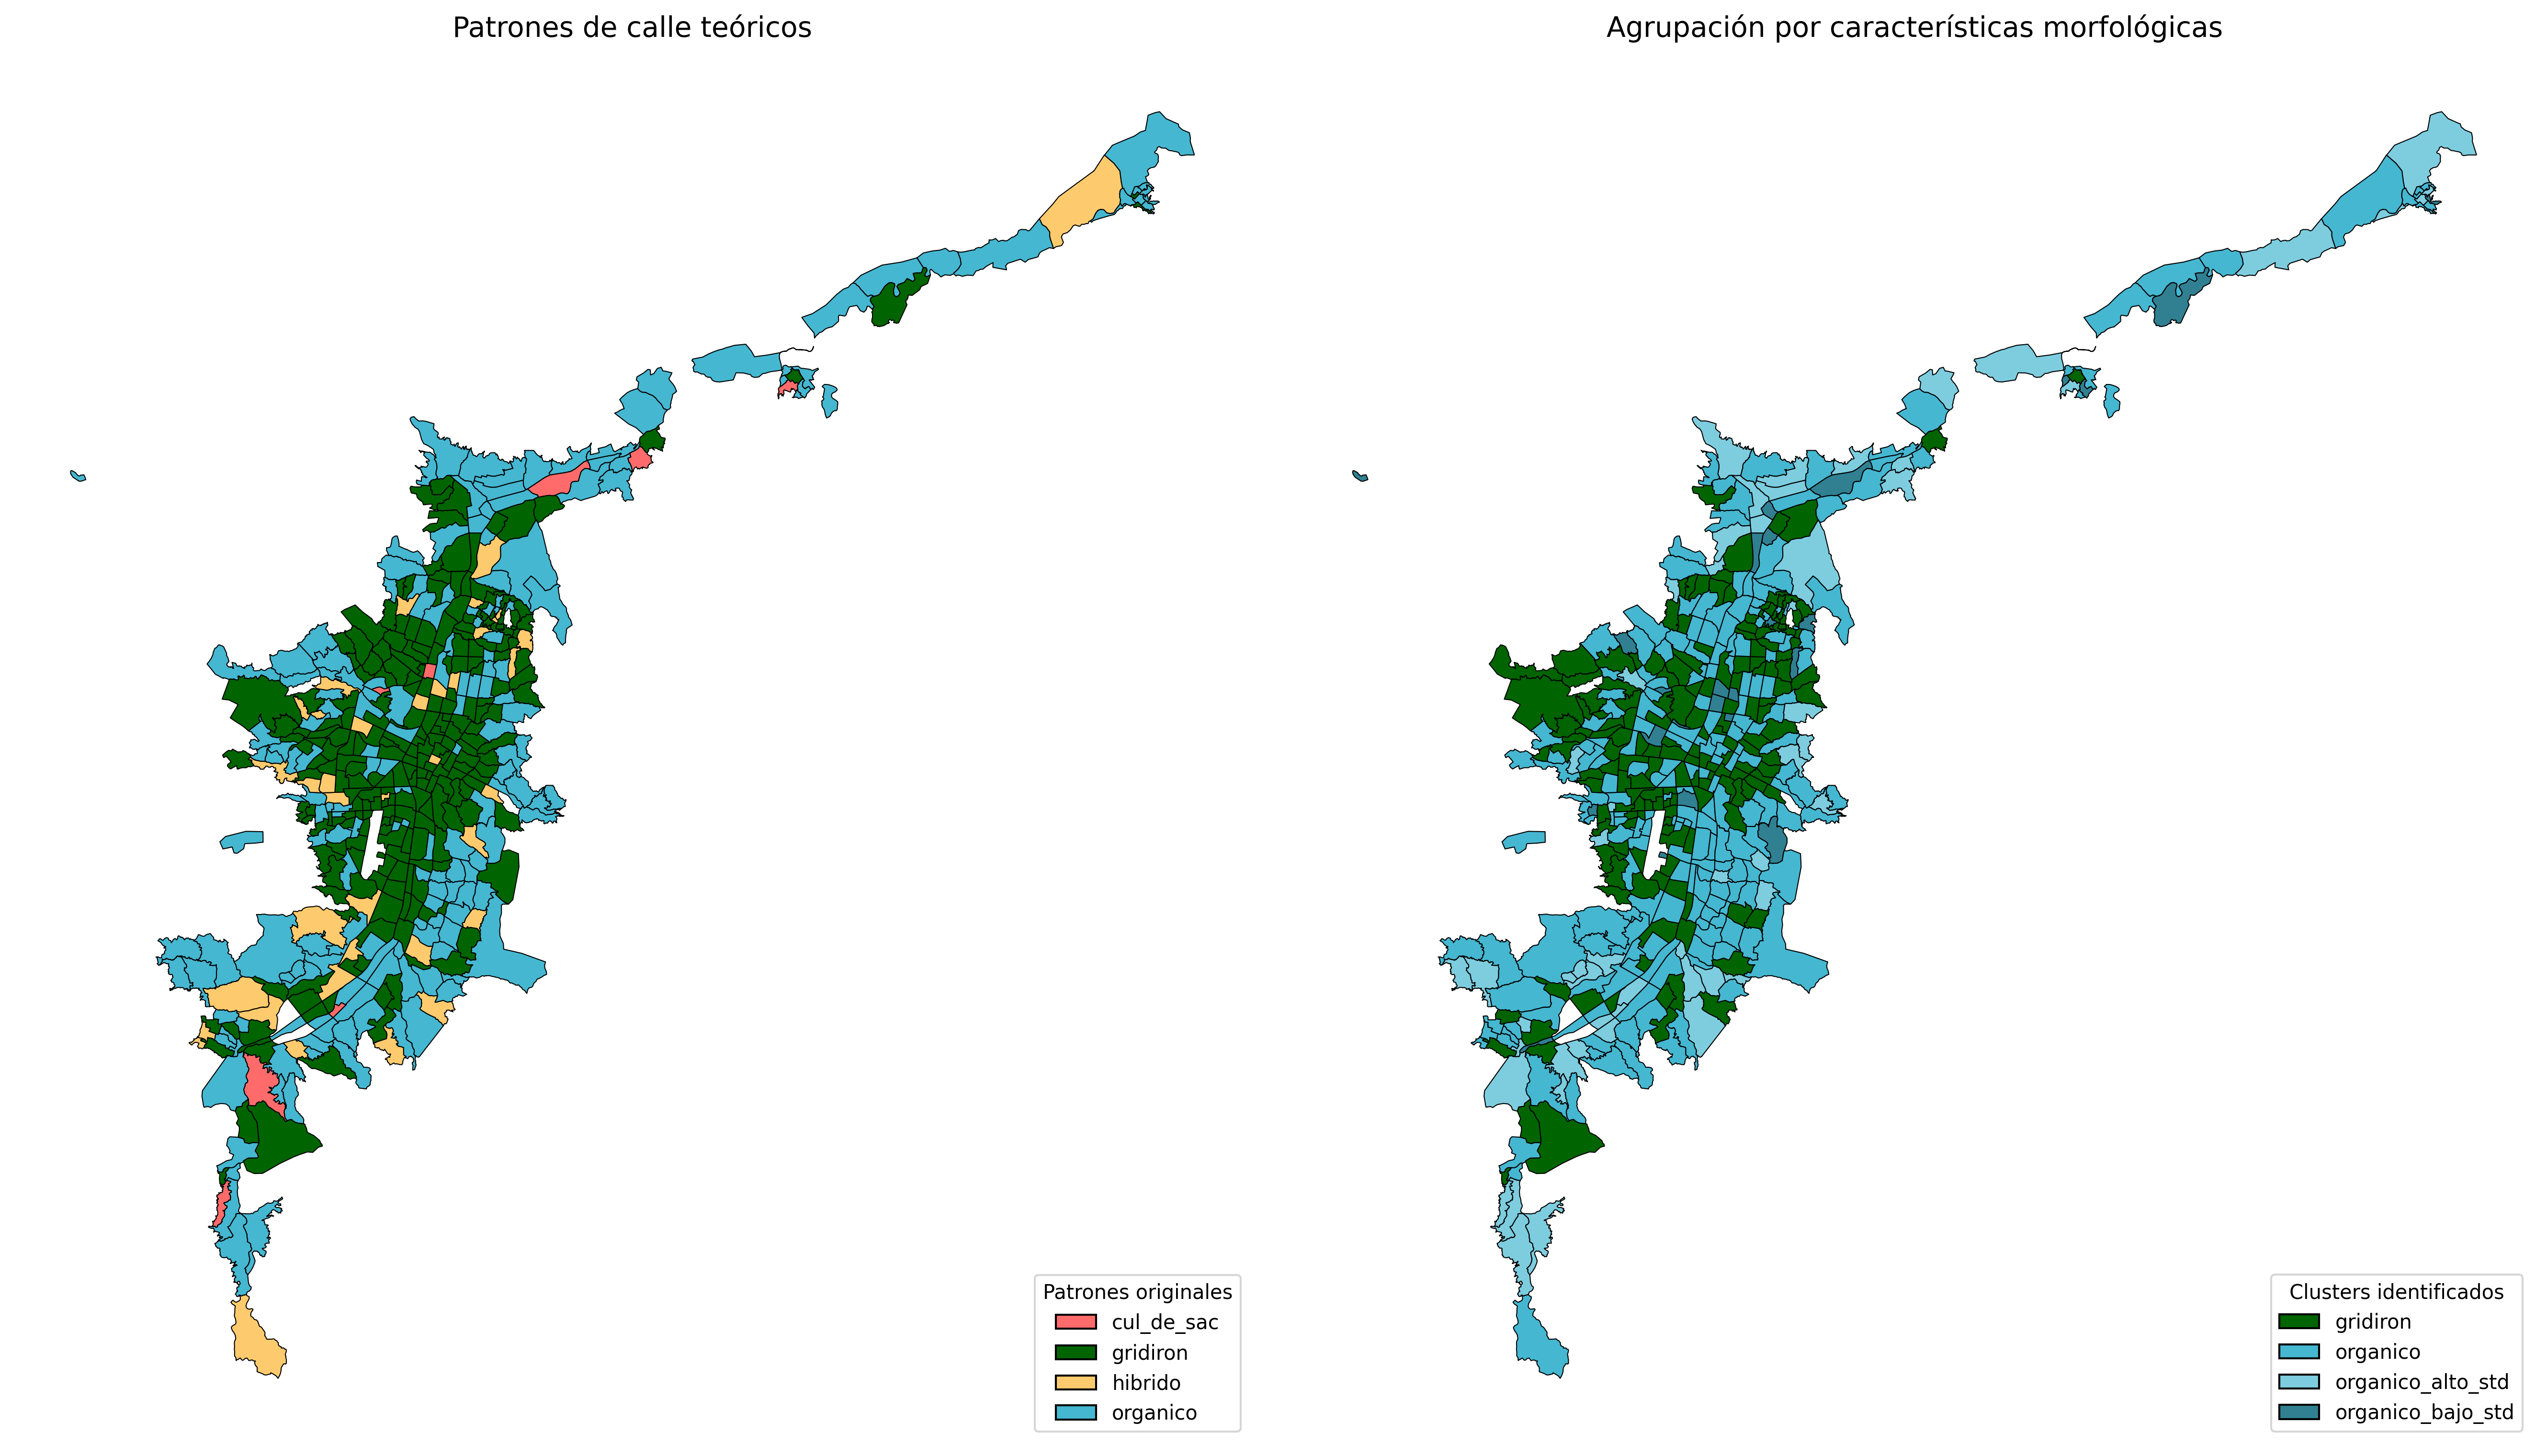 Patrones de calle teóricos
Agrupación por características morfológicas
Patrones originales
cul_de_sac
gridiron
hibrido
organico
Clusters identificados
gridiron
organico
organico_alto_std
organico_bajo_std